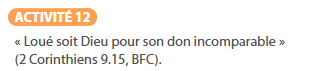 ACTIVITÉ 12
« Loué soit Dieu pour son don incomparable »
(2 Corinthiens 9.15, BFC).